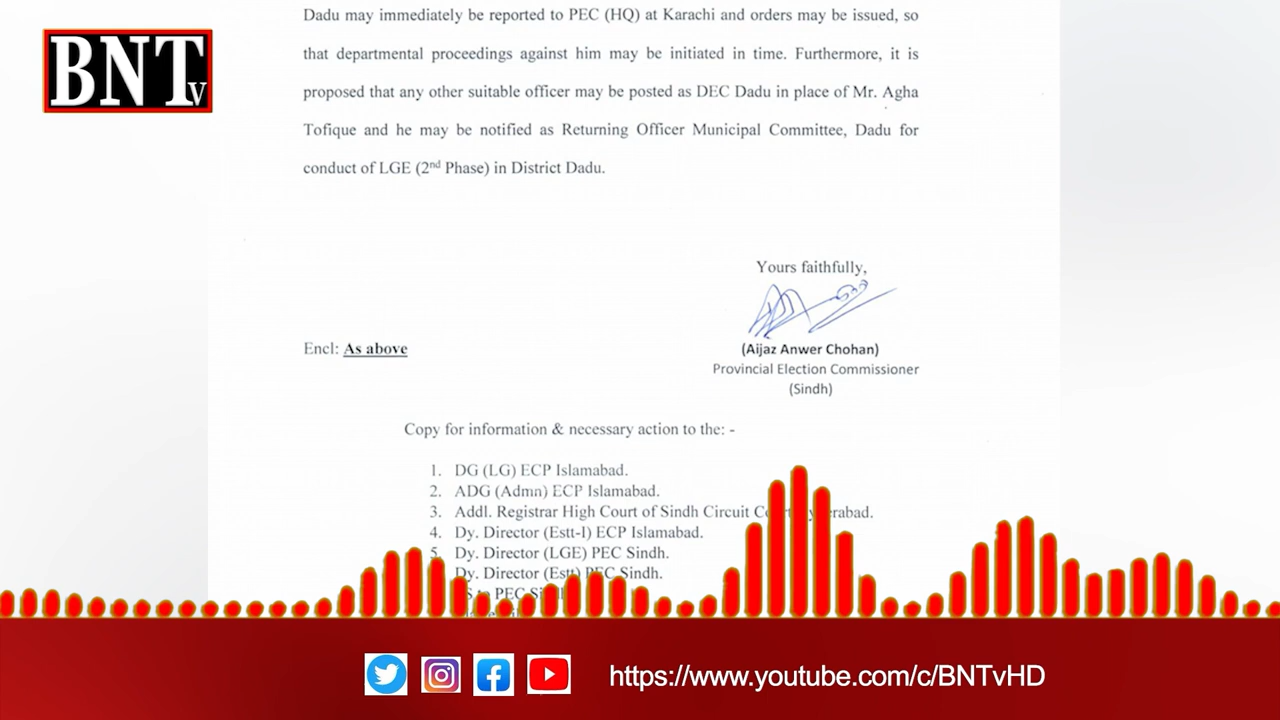 BNTv
Dadu may immediately be reported to PEC (HQ) at Karachi and orders may be issued, so
that departmental proceedings against him may be initiated in time. Furthermore, it is
proposed that any other suitable officer may be posted as DEC Dadu in place of Mr. Agha
Tofique and he may be notified as Returning Officer Municipal Committee, Dadu for
conduct of LGE (2nd Phase) in District Dadu.
Yours faithfully,
Encl: As above
(Aijaz Anwer Chohan)
Provincial Election Commissioner
(Sindh)
Copy for information & necessary action to the: -
1. DG (LG) ECP Islamabad.
2. ADG (Admn) ECP Islamabad.
3. Addl. Registrar High Court of Sindh Circuit
4. Dy. Director (Estt-I) ECP Islamabad.
5. Dy. Director (LGE) PEC Sindh.
Dy. Director (Estt) PEC Sindh.
PEC
https://www.youtube.com/c/BNTvHD